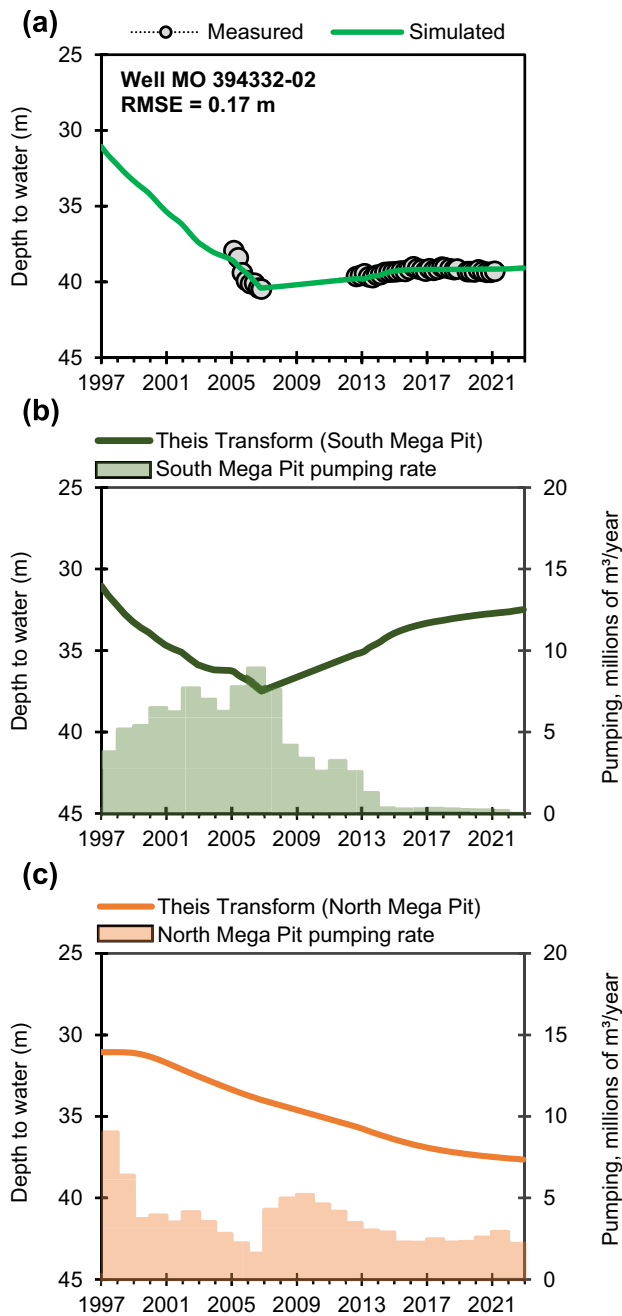 (a)
Measured
Simulated
Well MO 394332-02
RMSE = 0.17 m
Depth to water (m)
25
30
35
40
45
1997 2001 2005 2009 2013 2017 2021
(b)
Theis Transform (South Mega Pit)
South Mega Pit pumping rate
Depth to water (m)
25
30
35
40
45
20
15
10
5
0
Pumping, millions of m³/year
1997 2001 2005 2009 2013 2017 2021
(c)
Theis Transform (North Mega Pit)
North Mega Pit pumping rate
Depth to water (m)
25
30
35
40
45
20
15
10
5
0
Pumping, millions of m³/year
1997 2001 2005 2009 2013 2017 2021